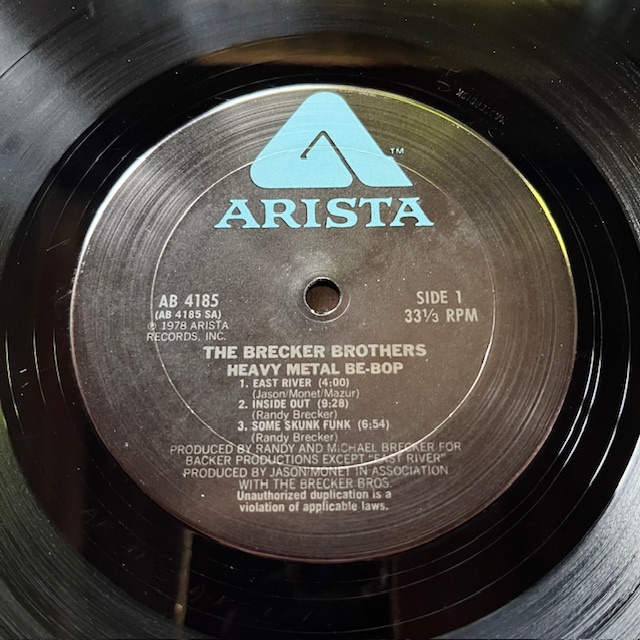 ™
ARISTA
AB 4185
(AB 4185 SA)
℗ 1978 ARISTA
RECORDS, INC.
SIDE 1
33⅓ RPM
THE BRECKER BROTHERS
HEAVY METAL BE-BOP
1. EAST RIVER (4:00)
(Jason/Monet/Mazur)
2. INSIDE OUT (9:28)
(Randy Brecker)
3. SOME SKUNK FUNK (6:54)
(Randy Brecker)
PRODUCED BY RANDY AND MICHAEL BRECKER FOR
BACKER PRODUCTIONS EXCEPT "EAST RIVER"
PRODUCED BY JASON MONET IN ASSOCIATION
WITH THE BRECKER BROS.
Unauthorized duplication is a
violation of applicable laws.